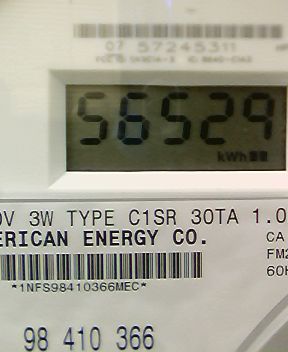 07 57245311
56529
kWh
0V 3W TYPE C1SR 30TA 1.0
ERICAN ENERGY CO.
CA
FM2
60H
*1NFS98410366MEC*
98 410 366